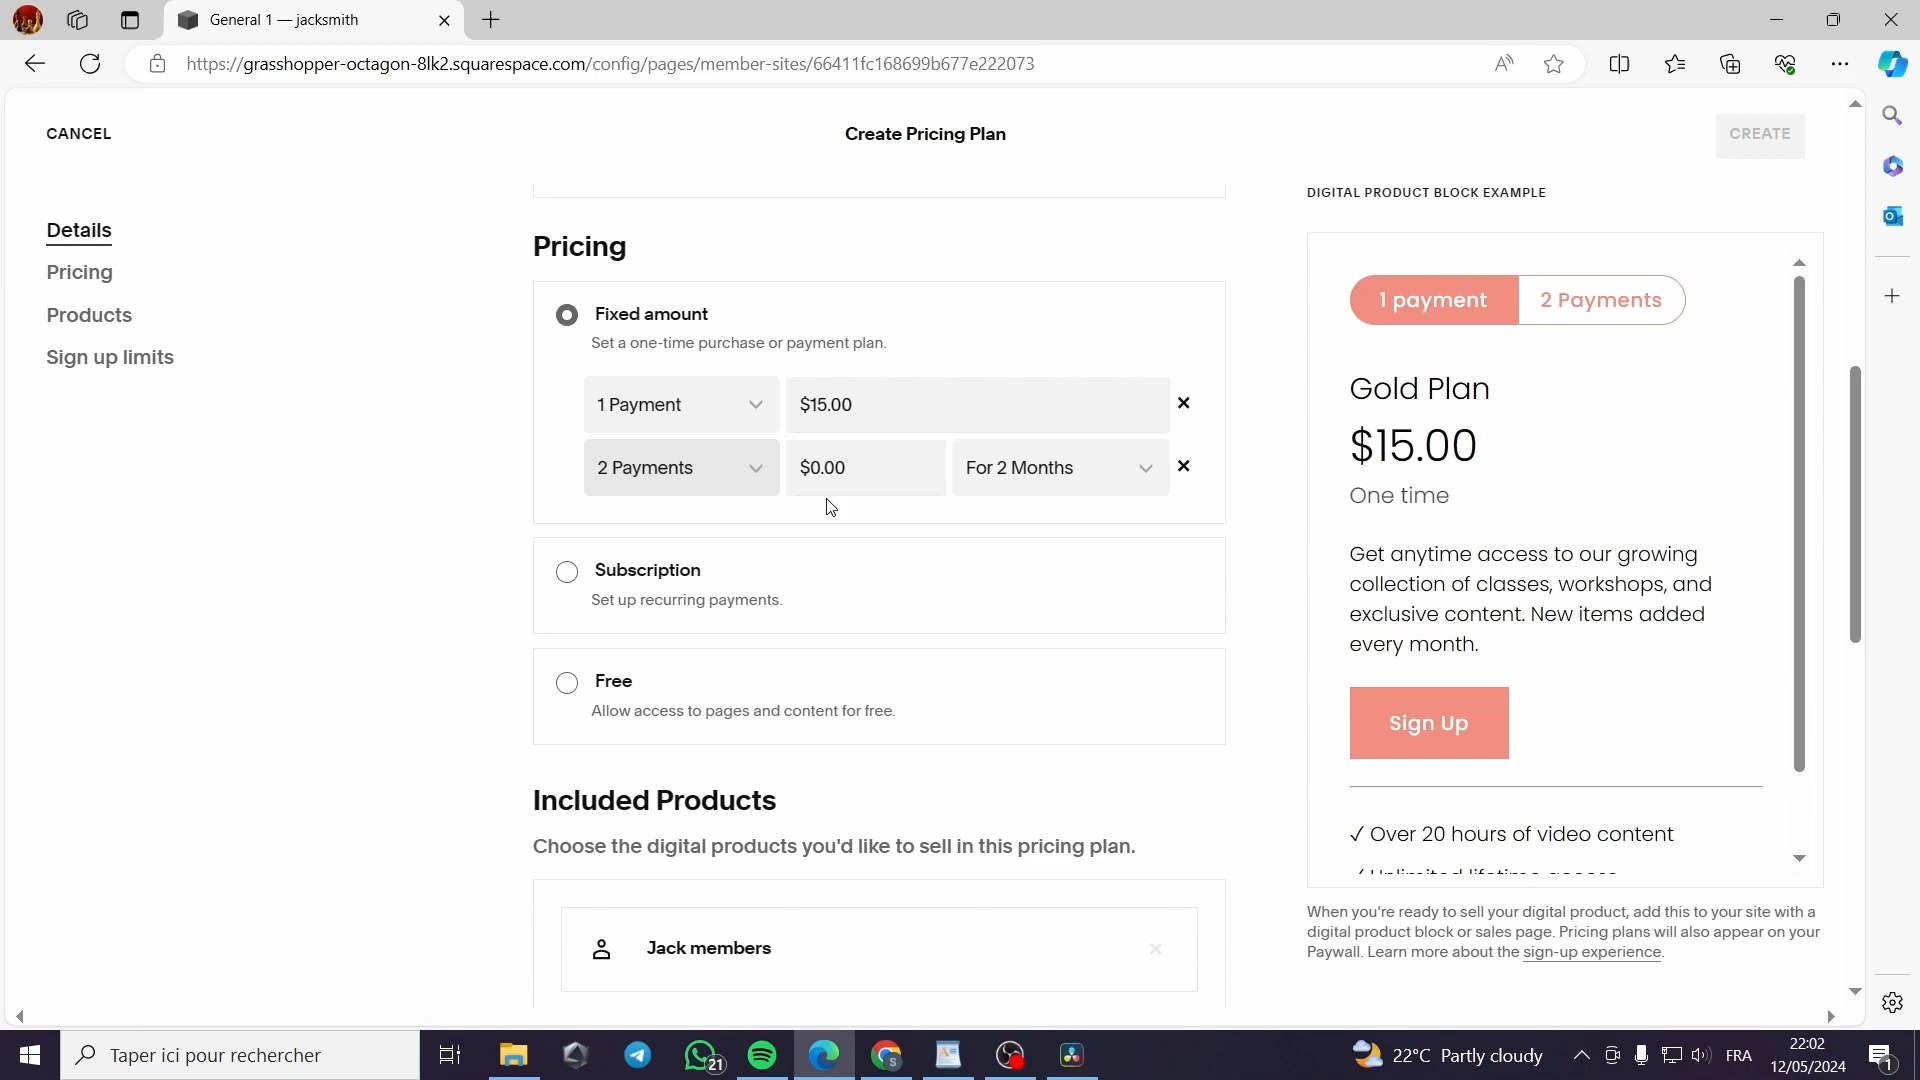 General 1 — jacksmith
https://grasshopper-octagon-8lk2.squarespace.com/config/pages/member-sites/66411fc168699b677e222073
CANCEL
Create Pricing Plan
CREATE
Details
Pricing
Products
Sign up limits
Pricing
Fixed amount
Set a one-time purchase or payment plan.
1 Payment
$15.00
2 Payments
$0.00
For 2 Months
Subscription
Set up recurring payments.
Free
Allow access to pages and content for free.
Included Products
Choose the digital products you'd like to sell in this pricing plan.
Jack members
DIGITAL PRODUCT BLOCK EXAMPLE
1 payment
2 Payments
Gold Plan
$15.00
One time
Get anytime access to our growing
collection of classes, workshops, and
exclusive content. New items added
every month.
Sign Up
✓ Over 20 hours of video content
When you're ready to sell your digital product, add this to your site with a
digital product block or sales page. Pricing plans will also appear on your
Paywall. Learn more about the sign-up experience.
Taper ici pour rechercher
21
22°C Partly cloudy
FRA
22:02
12/05/2024
1